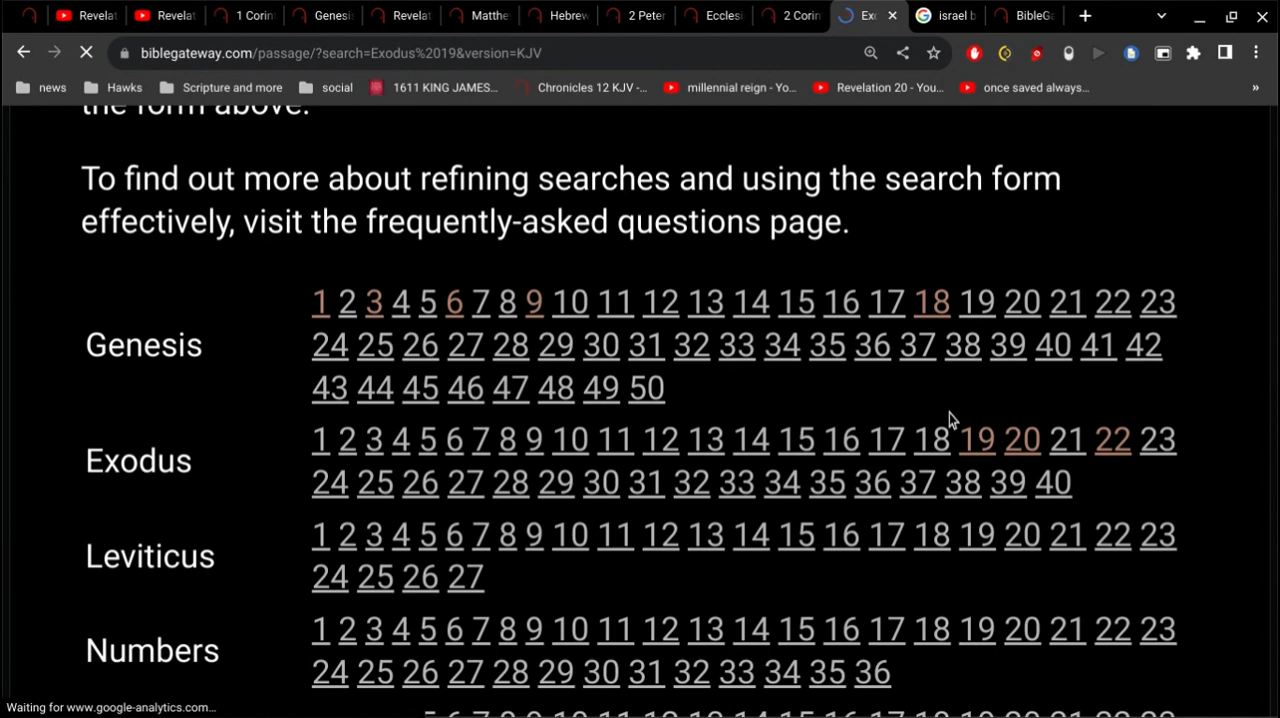 Revelat
Revelat
1 Corin
Genesis
Revelat
Matthe
Hebrew
2 Peter
Ecclesi
2 Corin
Exo
israel b
BibleGa
biblegateway.com/passage/?search=Exodus%2019&version=KJV
news
Hawks
Scripture and more
social
1611 KING JAMES...
Chronicles 12 KJV -...
millennial reign - Yo...
Revelation 20 - You...
once saved always...
»
the form above.
To find out more about refining searches and using the search form
effectively, visit the frequently-asked questions page.
1 2 3 4 5 6 7 8 9 10 11 12 13 14 15 16 17 18 19 20 21 22 23
Genesis 24 25 26 27 28 29 30 31 32 33 34 35 36 37 38 39 40 41 42
43 44 45 46 47 48 49 50
1 2 3 4 5 6 7 8 9 10 11 12 13 14 15 16 17 18 19 20 21 22 23
Exodus
24 25 26 27 28 29 30 31 32 33 34 35 36 37 38 39 40
1 2 3 4 5 6 7 8 9 10 11 12 13 14 15 16 17 18 19 20 21 22 23
Leviticus
24 25 26 27
1 2 3 4 5 6 7 8 9 10 11 12 13 14 15 16 17 18 19 20 21 22 23
Numbers
24 25 26 27 28 29 30 31 32 33 34 35 36
Waiting for www.google-analytics.com...